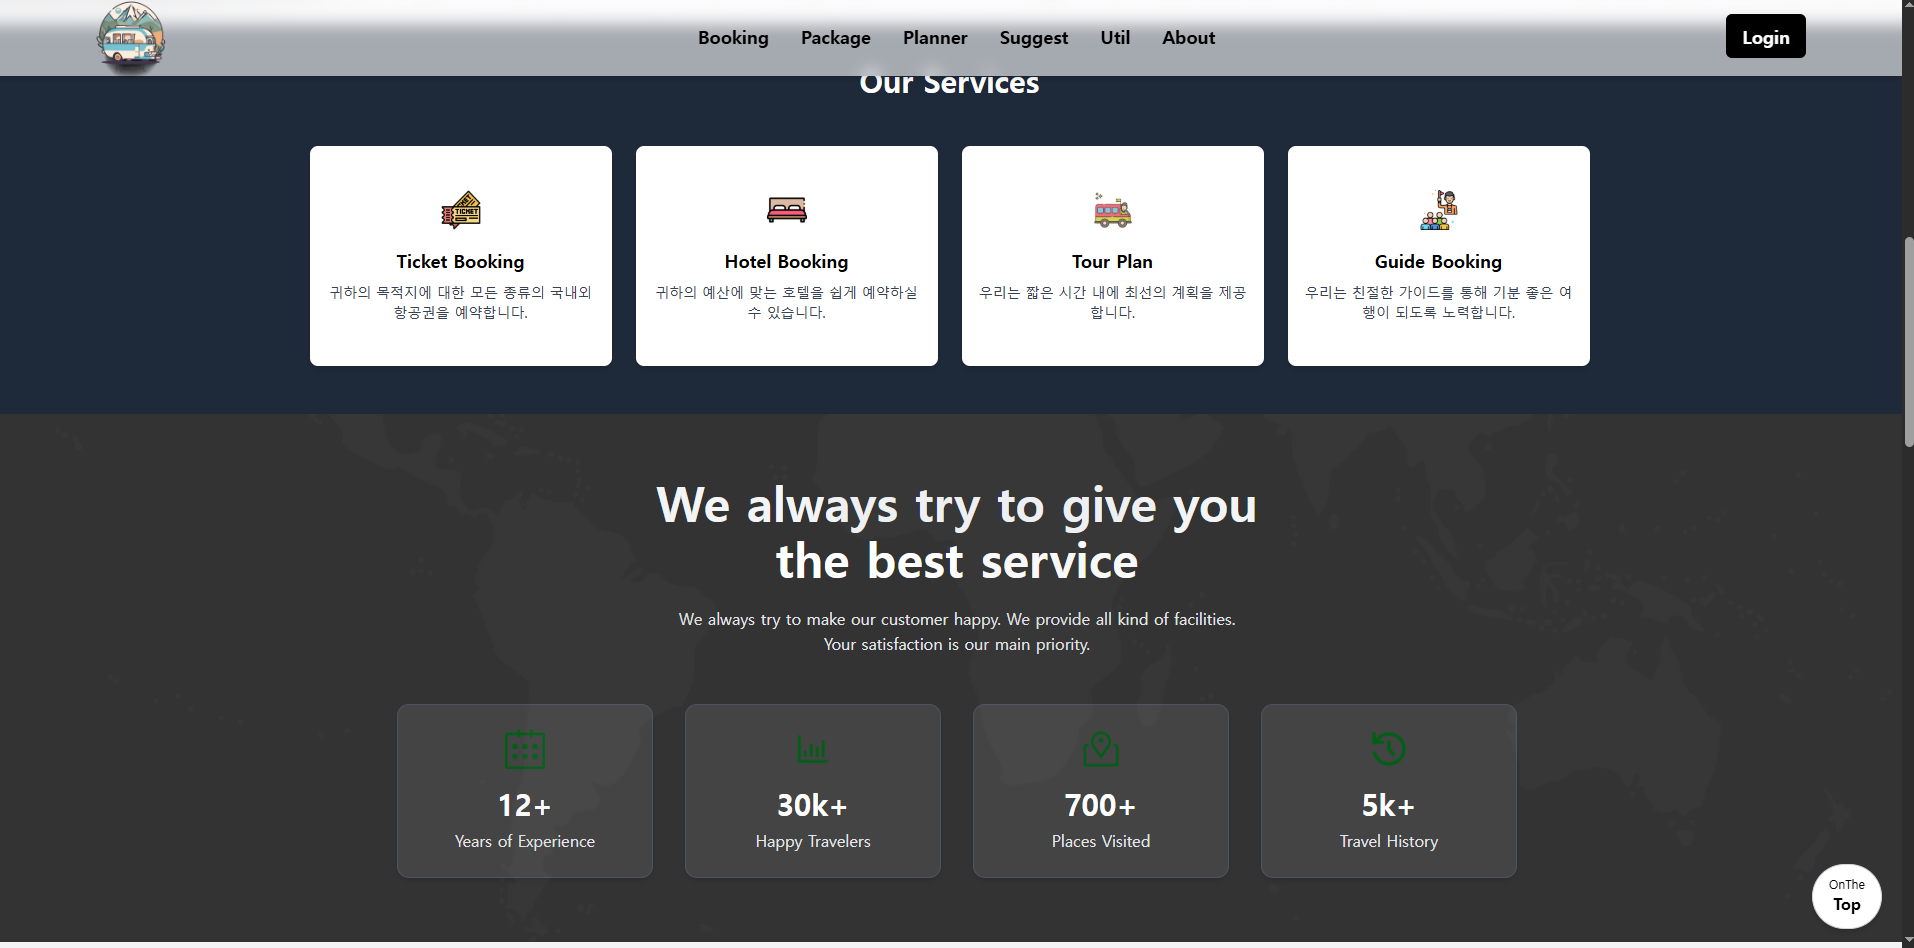 Booking Package Planner Suggest Util About Login
Our Services
TICKET
Ticket Booking
귀하의 목적지에 대한 모든 종류의 국내외
항공권을 예약합니다.
Hotel Booking
귀하의 예산에 맞는 호텔을 쉽게 예약하실
수 있습니다.
Tour Plan
우리는 짧은 시간 내에 최선의 계획을 제공
합니다.
Guide Booking
우리는 친절한 가이드를 통해 기분 좋은 여
행이 되도록 노력합니다.
We always try to give you
the best service
We always try to make our customer happy. We provide all kind of facilities.
Your satisfaction is our main priority.
12+
Years of Experience
30k+
Happy Travelers
700+
Places Visited
5k+
Travel History
OnThe
Top